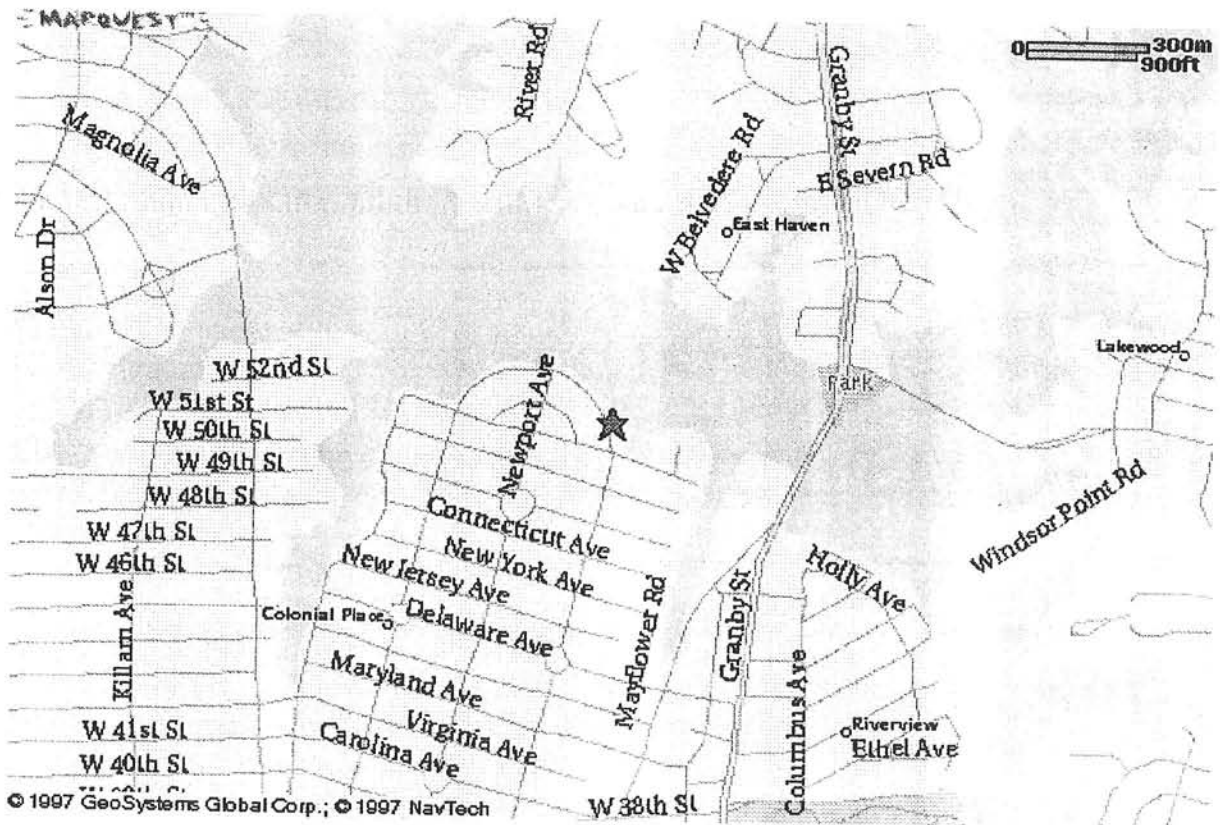 MAPQUEST
River Rd
Granby St
0 300m
900ft
Magnolia Ave
W Belvedere Rd
E Severn Rd
East Haven
Alson Dr
Lakewood
W 52nd St
Newport Ave
Park
W 51st St
W 50th St
W 49th St
W 48th St
Connecticut Ave
Windsor Point Rd
W 47th St
New York Ave
Holly Ave
W 46th St
New Jersey Ave
Killam Ave
Colonial Place
Delaware Ave
Mayflower Rd
Granby St
Maryland Ave
Columbus Ave
Virginia Ave
Riverview
W 41st St
Carolina Ave
Ethel Ave
W 40th St
W 38th St
© 1997 GeoSystems Global Corp.; © 1997 NavTech